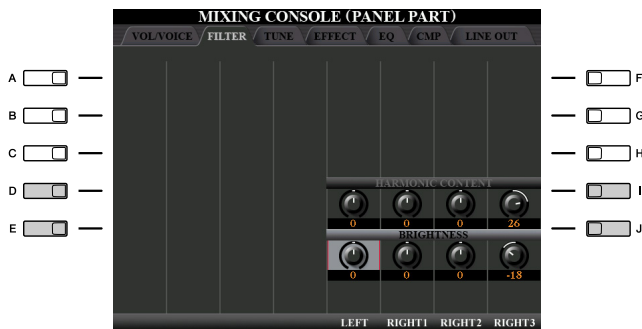 MIXING CONSOLE (PANEL PART)
VOL/VOICE FILTER TUNE EFFECT EQ CMP LINE OUT
A F
B G
C H
HARMONIC CONTENT
D I
0 0 0 26
E BRIGHTNESS J
0 0 0 -18
LEFT RIGHT1 RIGHT2 RIGHT3